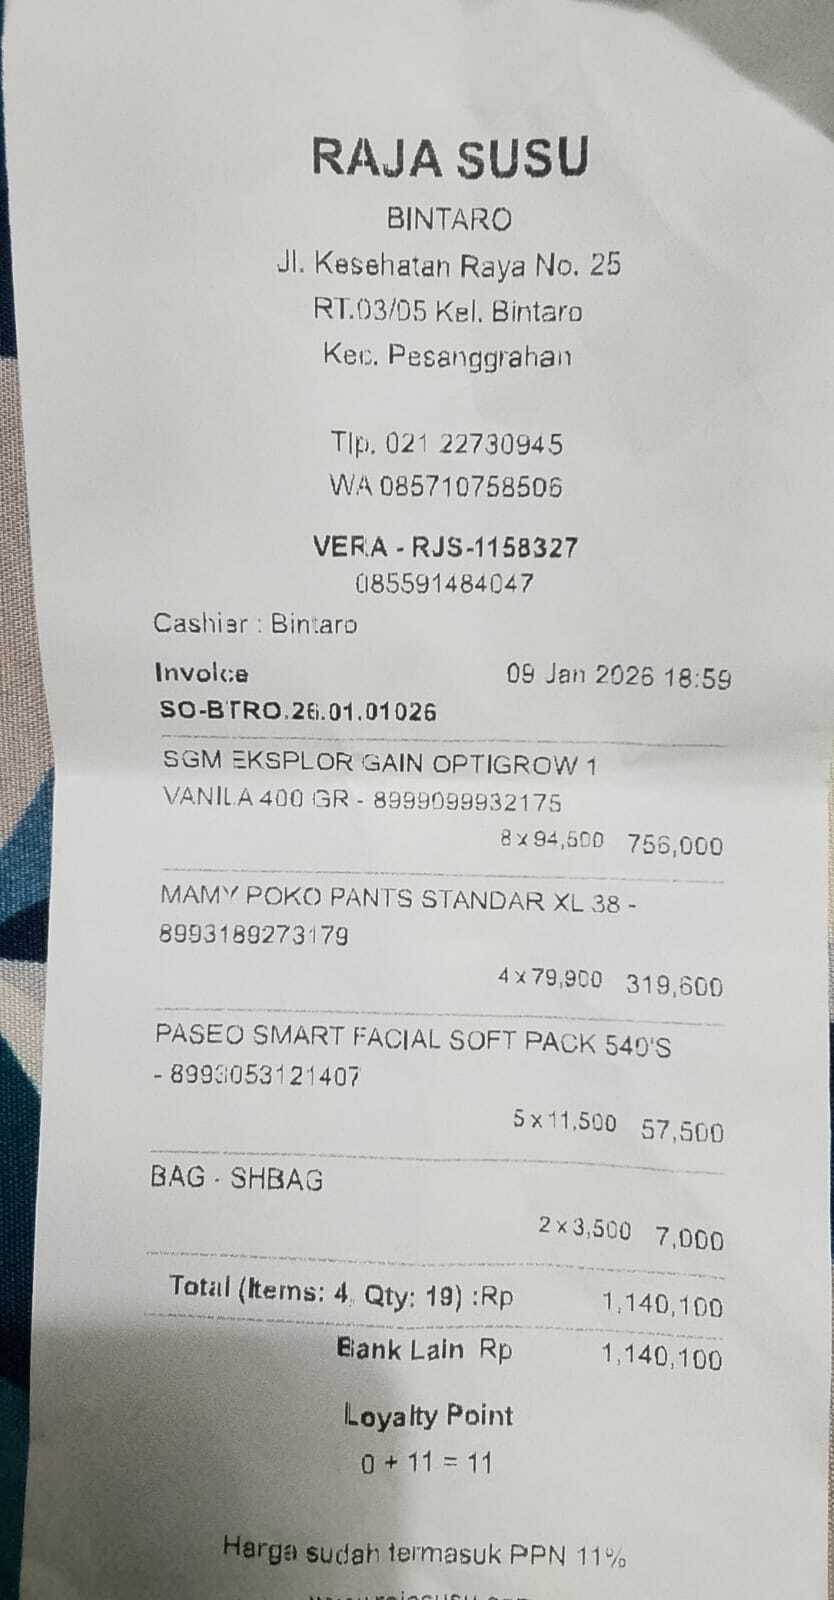 RAJA SUSU
BINTARO
Jl. Kesehatan Raya No. 25
RT.03/05 Kel. Bintaro
Kec. Pesanggrahan
Tlp. 021 22730945
WA 085710758506
VERA - RJS-1158327
085591484047
Cashier : Bintaro
Invoice 09 Jan 2026 18:59
SO-BTRO.26.01.01026
SGM EKSPLOR GAIN OPTIGROW 1
VANILA 400 GR - 8999099932175
8 x 94,500 756,000
MAMY POKO PANTS STANDAR XL 38 -
8993189273179
4 x 79,900 319,600
PASEO SMART FACIAL SOFT PACK 540'S
- 8993053121407
5 x 11,500 57,500
BAG - SHBAG
2 x 3,500 7,000
Total (Items: 4, Qty: 19) :Rp 1,140,100
Bank Lain Rp 1,140,100
Loyalty Point
0 + 11 = 11
Harga sudah termasuk PPN 11%